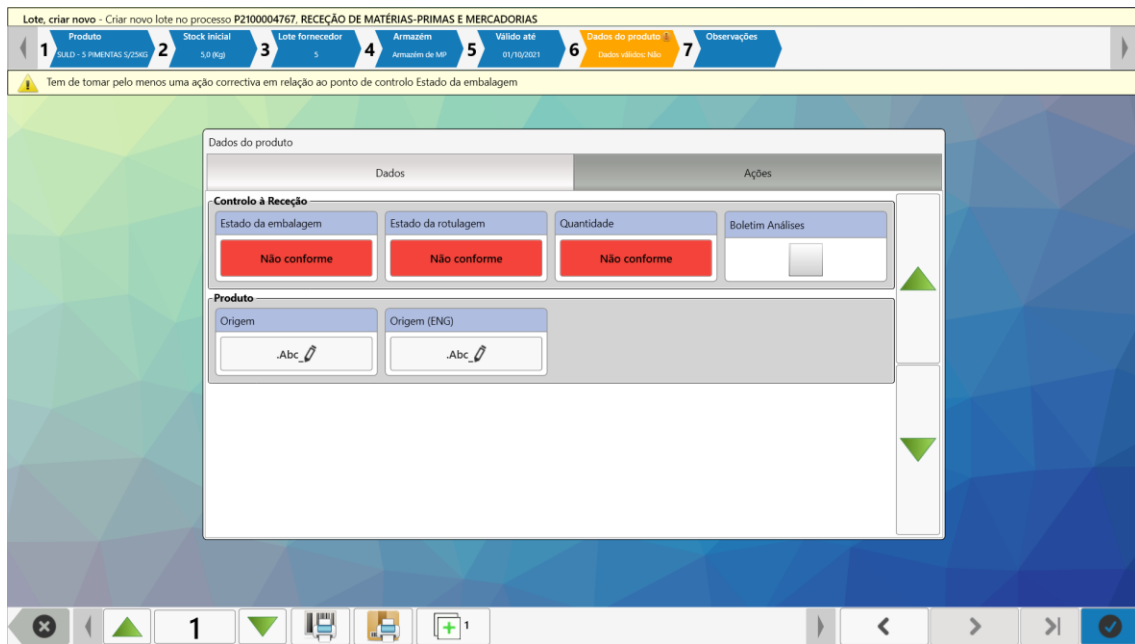 Lote, criar novo - Criar novo lote no processo P2100004767, RECEÇÃO DE MATÉRIAS-PRIMAS E MERCADORIAS
1 Produto
SULD - 5 PIMENTAS S/25KG
2 Stock inicial
5,0 (Kg)
3 Lote fornecedor
5
4 Armazém
Armazém de MP
5 Válido até
01/10/2021
6 Dados do produto
Dados válidos: Não
7 Observações
Tem de tomar pelo menos uma ação correctiva em relação ao ponto de controlo Estado da embalagem
Dados do produto
Dados
Ações
Controlo à Receção
Estado da embalagem
Não conforme
Estado da rotulagem
Não conforme
Quantidade
Não conforme
Boletim Análises
Produto
Origem
.Abc_
Origem (ENG)
.Abc_
1
1